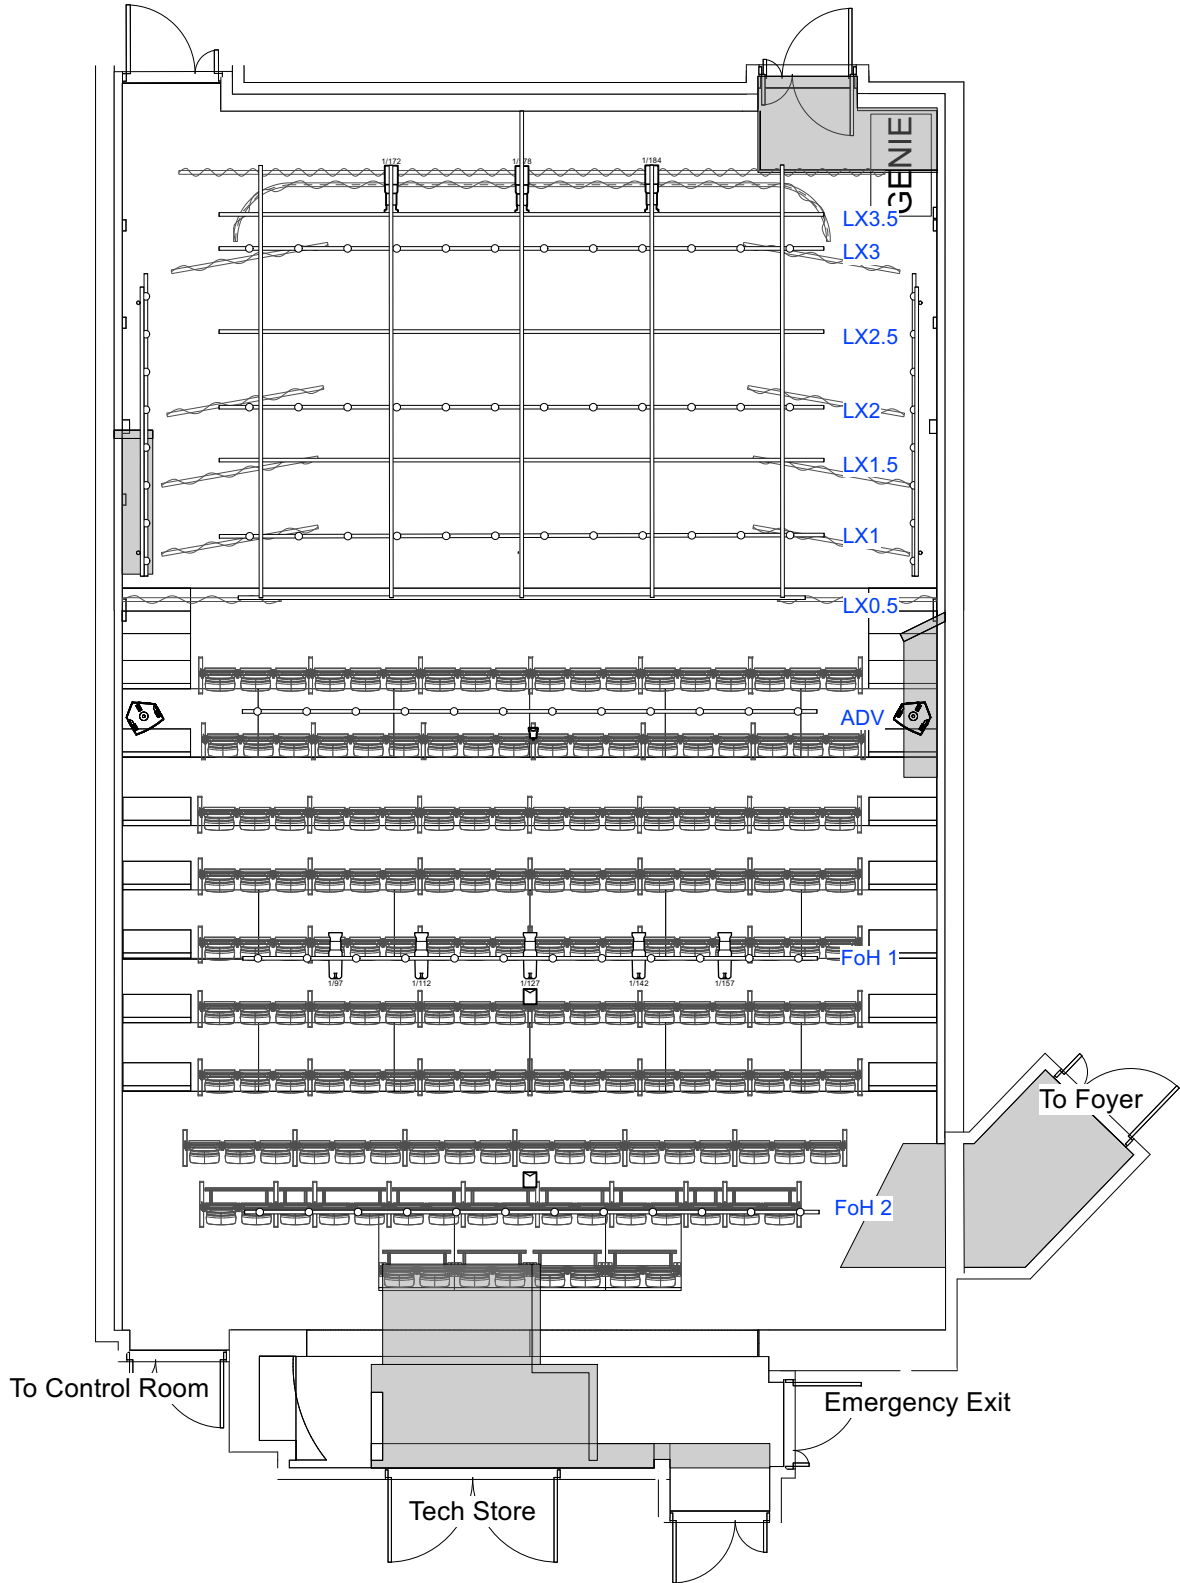 1/172
1/178
1/184
GENIE
LX3.5
LX3
LX2.5
LX2
LX1.5
LX1
LX0.5
ADV
FoH 1
1/97
1/112
1/127
1/142
1/157
To Foyer
FoH 2
To Control Room
Emergency Exit
Tech Store